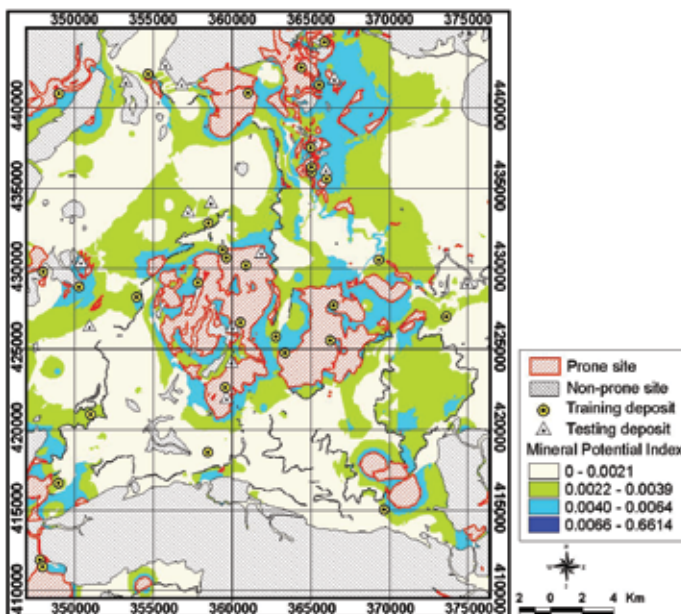 350000 355000 360000 365000 370000 375000
440000 440000
435000 435000
430000 430000
425000 425000
420000 420000
415000 415000
410000 410000
350000 355000 360000 365000 370000 375000
Prone site
Non-prone site
Training deposit
Testing deposit
Mineral Potential Index
0 - 0.0021
0.0022 - 0.0039
0.0040 - 0.0064
0.0066 - 0.6614
2 0 2 4 Km